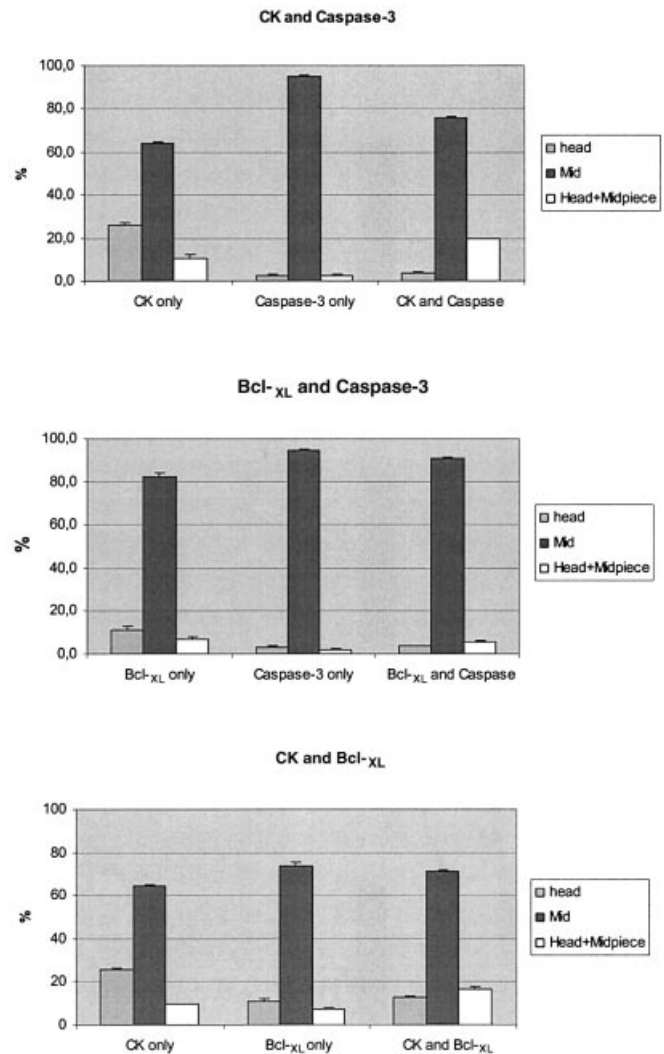 CK and Caspase-3
100,0
80,0
60,0
40,0
20,0
0,0
%
CK only
Caspase-3 only
CK and Caspase
head
Mid
Head+Midpiece
Bcl-XL and Caspase-3
100,0
80,0
60,0
40,0
20,0
0,0
%
Bcl-XL only
Caspase-3 only
Bcl-XL and Caspase
head
Mid
Head+Midpiece
CK and Bcl-XL
100
80
60
40
20
0
%
CK only
Bcl-XL only
CK and Bcl-XL
head
Mid
Head+Midpiece